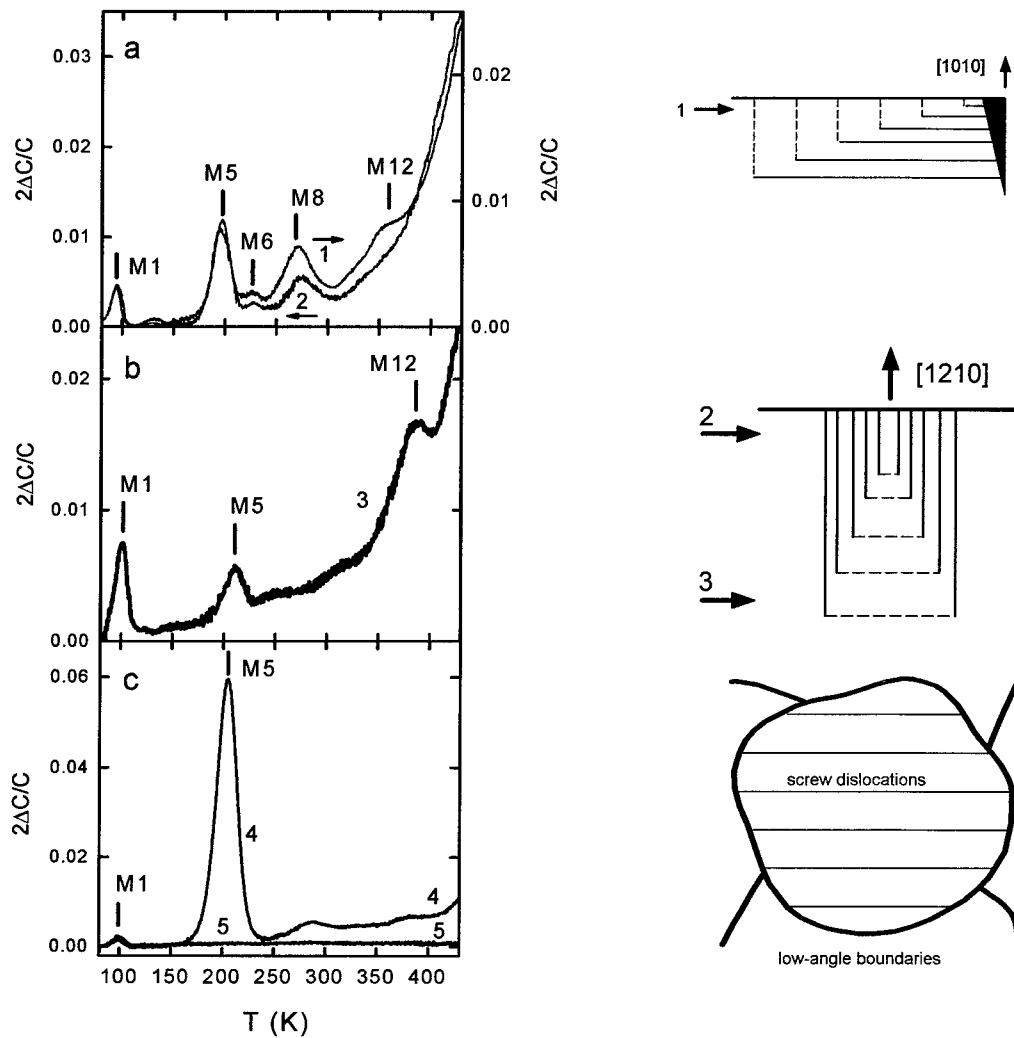 a
2ΔC/C
0.03
0.02
0.01
0.00
M1
M5
M6
M8
M12
1
2
0.02
0.01
0.00
2ΔC/C
b
2ΔC/C
0.02
0.01
0.00
M1
M5
M12
3
c
2ΔC/C
0.06
0.04
0.02
0.00
M1
M5
4
5
4
5
100 150 200 250 300 350 400
T (K)
[1010]
1
[1210]
2
3
screw dislocations
low-angle boundaries